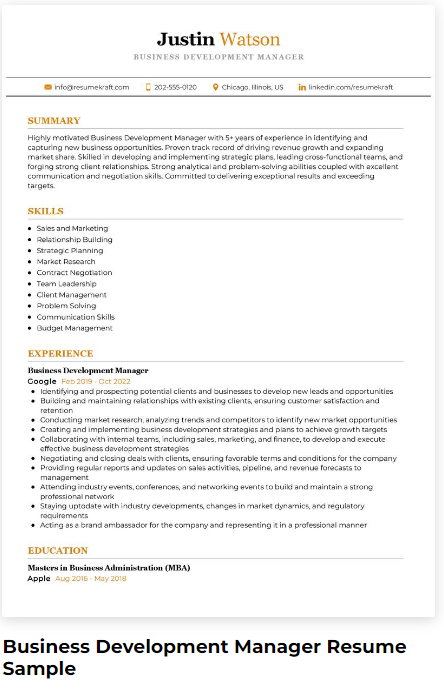 Justin Watson
BUSINESS DEVELOPMENT MANAGER
info@resumekraft.com 202-555-0120 Chicago, Illinois, US linkedin.com/resumekraft
SUMMARY
Highly motivated Business Development Manager with 5+ years of experience in identifying and
capturing new business opportunities. Proven track record of driving revenue growth and expanding
market share. Skilled in developing and implementing strategic plans, leading cross-functional teams, and
forging strong client relationships. Strong analytical and problem-solving abilities coupled with excellent
communication and negotiation skills. Committed to delivering exceptional results and exceeding
targets.
SKILLS
• Sales and Marketing
• Relationship Building
• Strategic Planning
• Market Research
• Contract Negotiation
• Team Leadership
• Client Management
• Problem Solving
• Communication Skills
• Budget Management
EXPERIENCE
Business Development Manager
Google Feb 2019 - Oct 2022
• Identifying and prospecting potential clients and businesses to develop new leads and opportunities
• Building and maintaining relationships with existing clients, ensuring customer satisfaction and
retention
• Conducting market research, analyzing trends and competitors to identify new market opportunities
• Creating and implementing business development strategies and plans to achieve growth targets
• Collaborating with internal teams, including sales, marketing, and finance, to develop and execute
effective business development strategies
• Negotiating and closing deals with clients, ensuring favorable terms and conditions for the company
• Providing regular reports and updates on sales activities, pipeline, and revenue forecasts to
management
• Attending industry events, conferences, and networking events to build and maintain a strong
professional network
• Staying uptodate with industry developments, changes in market dynamics, and regulatory
requirements
• Acting as a brand ambassador for the company and representing it in a professional manner
EDUCATION
Masters in Business Administration (MBA)
Apple Aug 2016 - May 2018
Business Development Manager Resume
Sample